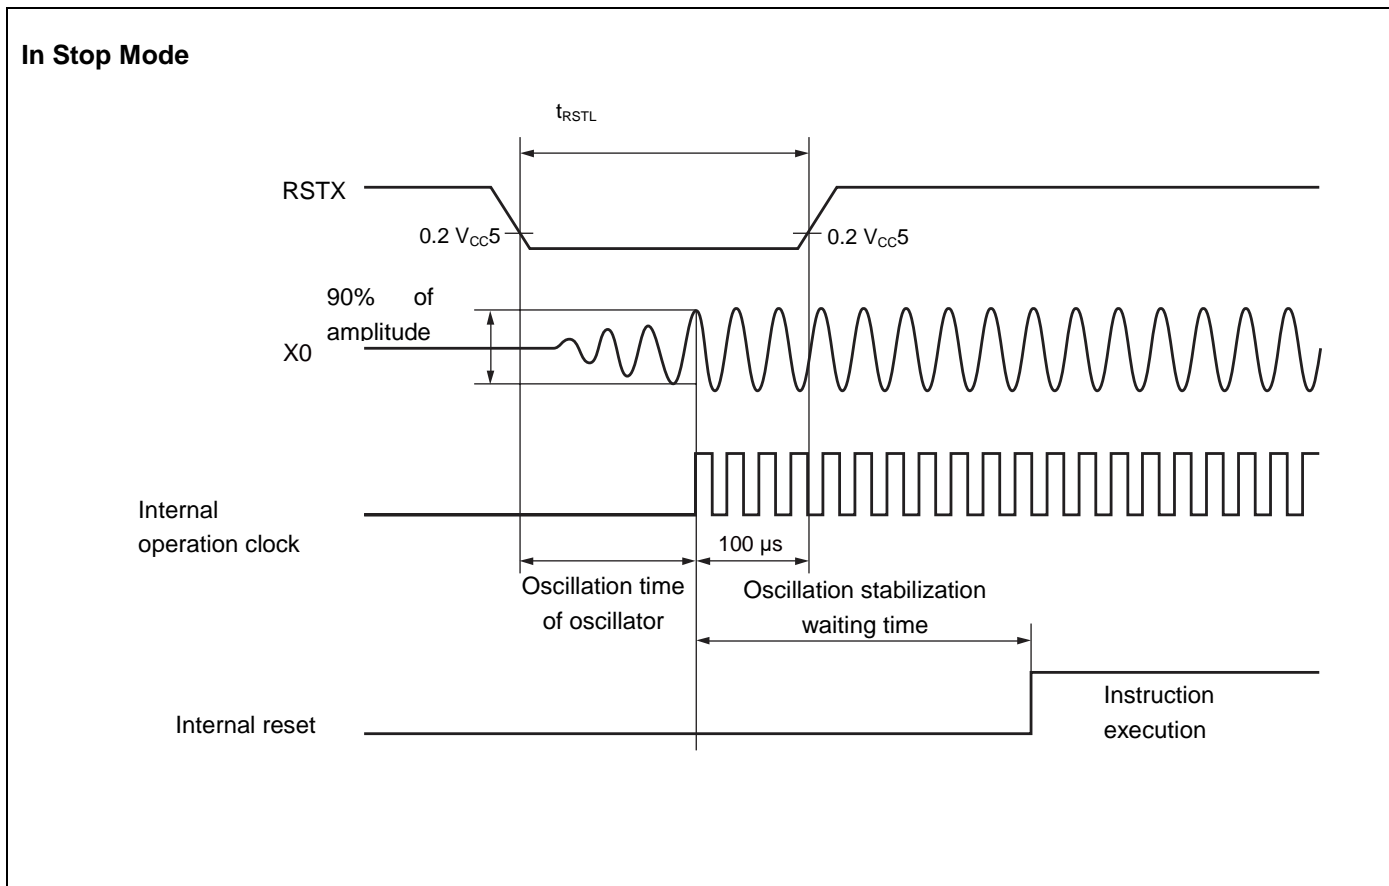 In Stop Mode
tRSTL
RSTX
0.2 VCC5
0.2 VCC5
90% of
amplitude
X0
Internal
operation clock
100 µs
Oscillation time
of oscillator
Oscillation stabilization
waiting time
Internal reset
Instruction
execution